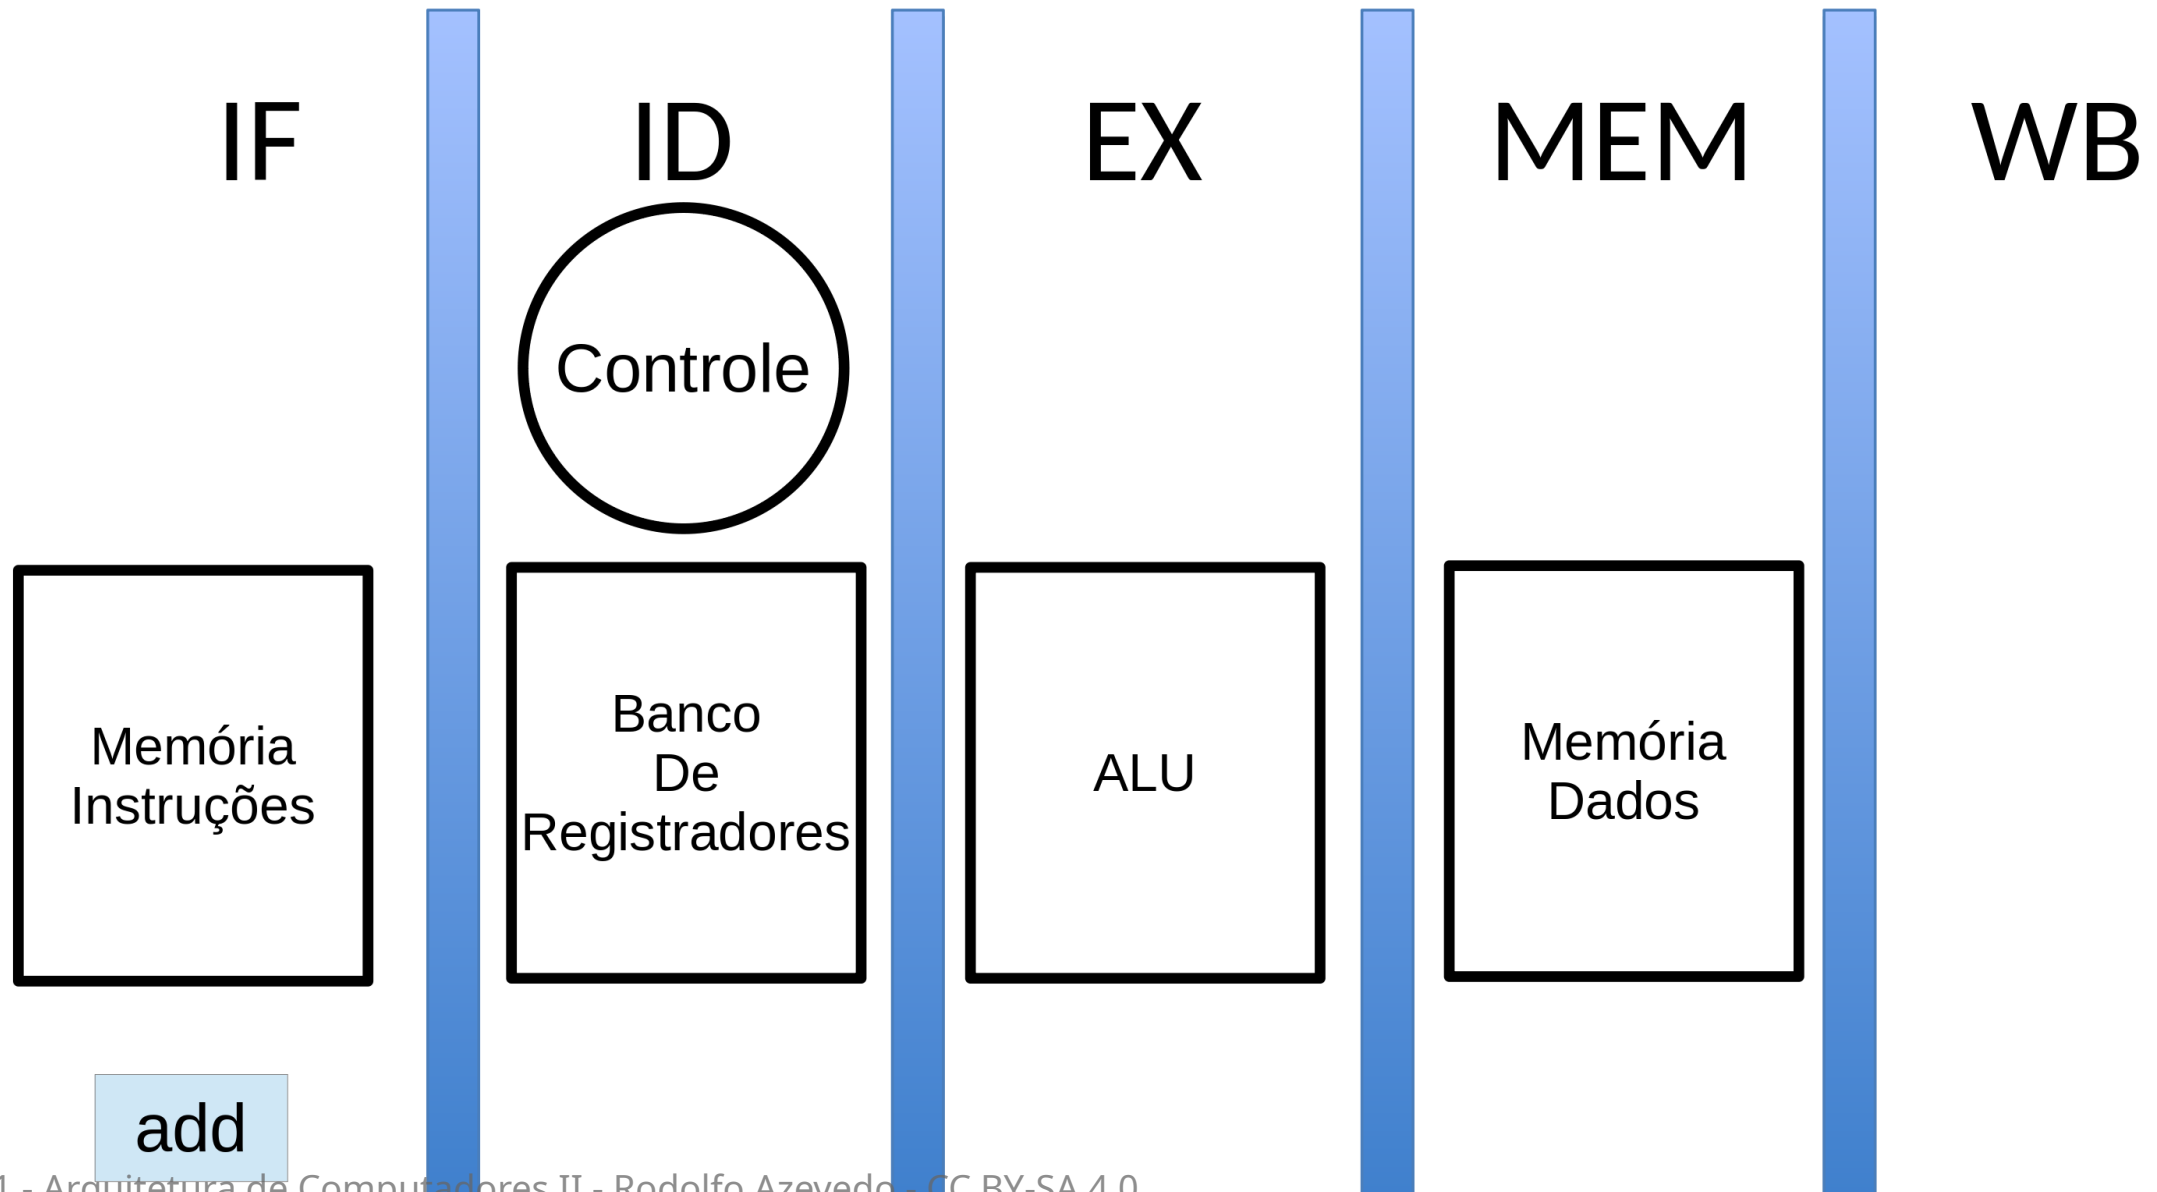 IF
ID
EX
MEM
WB
Controle
Memória
Instruções
Banco
De
Registradores
ALU
Memória
Dados
add
1 - Arquitetura de Computadores II - Rodolfo Azevedo - CC BY-SA 4.0